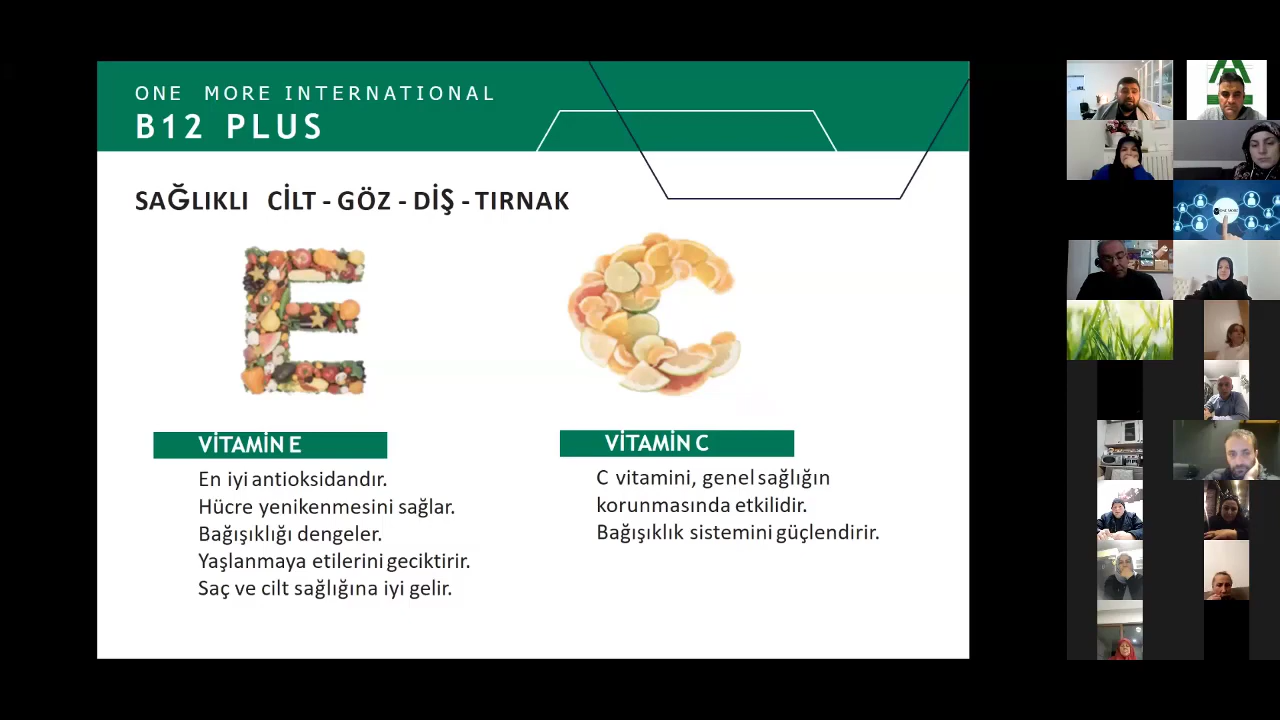 ONE MORE INTERNATIONAL
B12 PLUS
SAĞLIKLI CİLT - GÖZ - DİŞ - TIRNAK
VİTAMİN E
En iyi antioksidandır.
Hücre yenikenmesini sağlar.
Bağışıklığı dengeler.
Yaşlanmaya etilerini geciktirir.
Saç ve cilt sağlığına iyi gelir.
VİTAMİN C
C vitamini, genel sağlığın
korunmasında etkilidir.
Bağışıklık sistemini güçlendirir.
ONE MORE